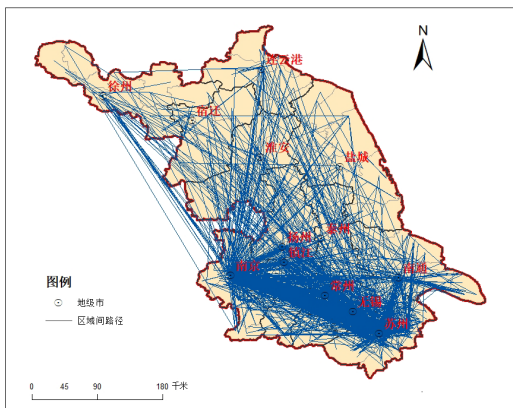 N
连云港
徐州
宿迁
淮安
盐城
泰州
扬州
镇江
南京
南通
常州
无锡
苏州
图例
地级市
区域间路径
0 45 90 180 千米